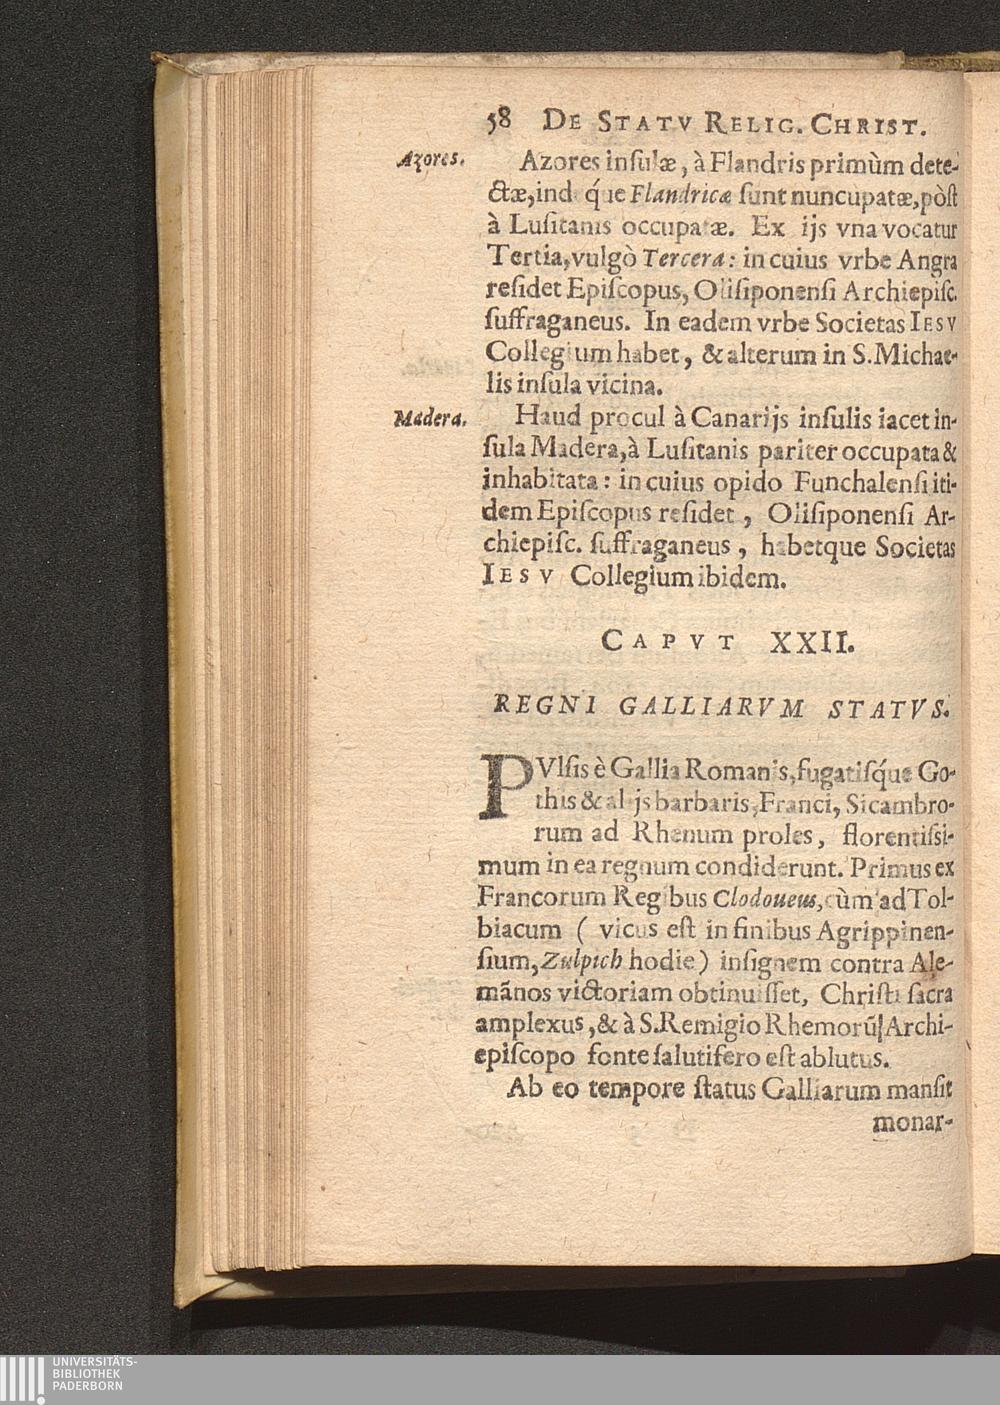 58 DE STATV RELIG. CHRIST.
Azores.
Azores inſulæ, à Flandris primùm dete-
ctæ, indeq́ue Flandricæ ſunt nuncupatæ, pòſt
à Luſitanis occupatæ. Ex ijs vna vocatur
Tertia, vulgò Tercera: in cuius vrbe Angra
reſidet Epiſcopus, Oliſiponenſi Archiepiſc.
ſuffraganeus. In eadem vrbe Societas IESV
Collegium habet, & alterum in S. Michae-
lis inſula vicina.
Madera.
Haud procul à Canarijs inſulis iacet in-
ſula Madera, à Luſitanis pariter occupata &
inhabitata: in cuius opido Funchalenſi iti-
dem Epiſcopus reſidet, Oliſiponenſi Ar-
chiepiſc. ſuffraganeus, habetque Societas
IESV Collegium ibidem.
CAPVT XXII.
REGNI GALLIARVM STATVS.
PVlſis è Gallia Romanis, fugatiſq́ue Go-
this & alijs barbaris, Franci, Sicambro-
rum ad Rhenum proles, florentiſsi-
mum in ea regnum condiderunt. Primus ex
Francorum Regibus Clodoueus, cùm ad Tol-
biacum ( vicus eſt in finibus Agrippinen-
ſium, Zulpich hodie) inſignem contra Ale-
mãnos victoriam obtinuiſſet, Chriſti ſacra
amplexus, & à S. Remigio Rhemorũ Archi-
epiſcopo fonte ſalutifero eſt ablutus.
Ab eo tempore ſtatus Galliarum manſit
monar-
UNIVERSITÄTS-
BIBLIOTHEK
PADERBORN